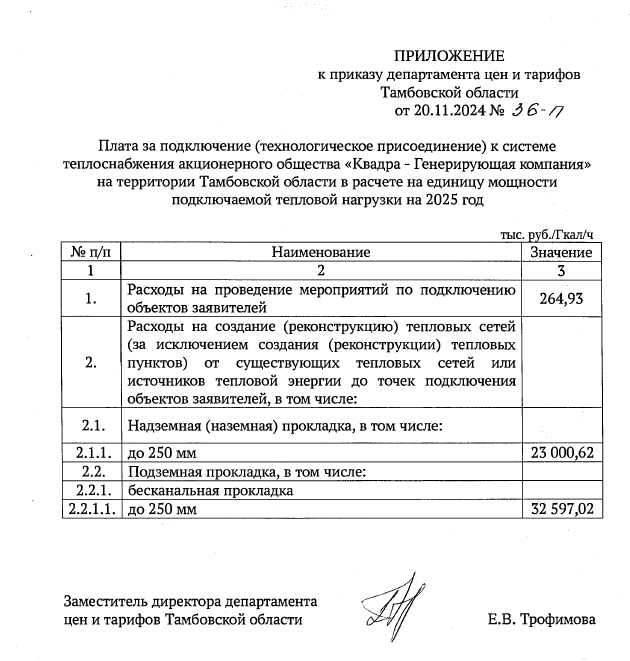 ПРИЛОЖЕНИЕ
к приказу департамента цен и тарифов
Тамбовской области
от 20.11.2024 № 36-п
Плата за подключение (технологическое присоединение) к системе
теплоснабжения акционерного общества «Квадра - Генерирующая компания»
на территории Тамбовской области в расчете на единицу мощности
подключаемой тепловой нагрузки на 2025 год
тыс. руб./Гкал/ч
№ п/п Наименование Значение
1 2 3
1. Расходы на проведение мероприятий по подключению
объектов заявителей 264,93
2. Расходы на создание (реконструкцию) тепловых сетей
(за исключением создания (реконструкции) тепловых
пунктов) от существующих тепловых сетей или
источников тепловой энергии до точек подключения
объектов заявителей, в том числе:
2.1. Надземная (наземная) прокладка, в том числе:
2.1.1. до 250 мм 23 000,62
2.2. Подземная прокладка, в том числе:
2.2.1. бесканальная прокладка
2.2.1.1. до 250 мм 32 597,02
Заместитель директора департамента
цен и тарифов Тамбовской области Е.В. Трофимова